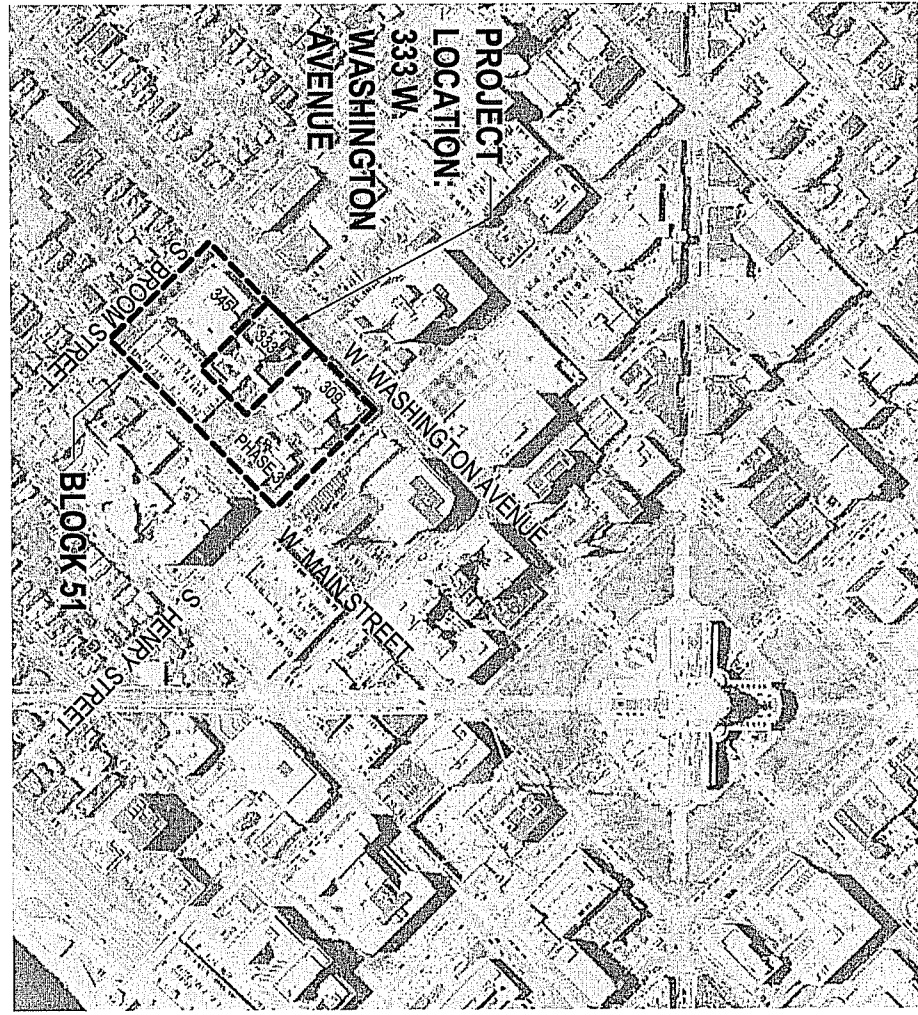 PROJECT
LOCATION:
333 W.
WASHINGTON
AVENUE
W. WASHINGTON AVENUE
S. BROOM STREET
345
333
309
PHASE 3
W. MAIN STREET
S. HENRY STREET
BLOCK 51